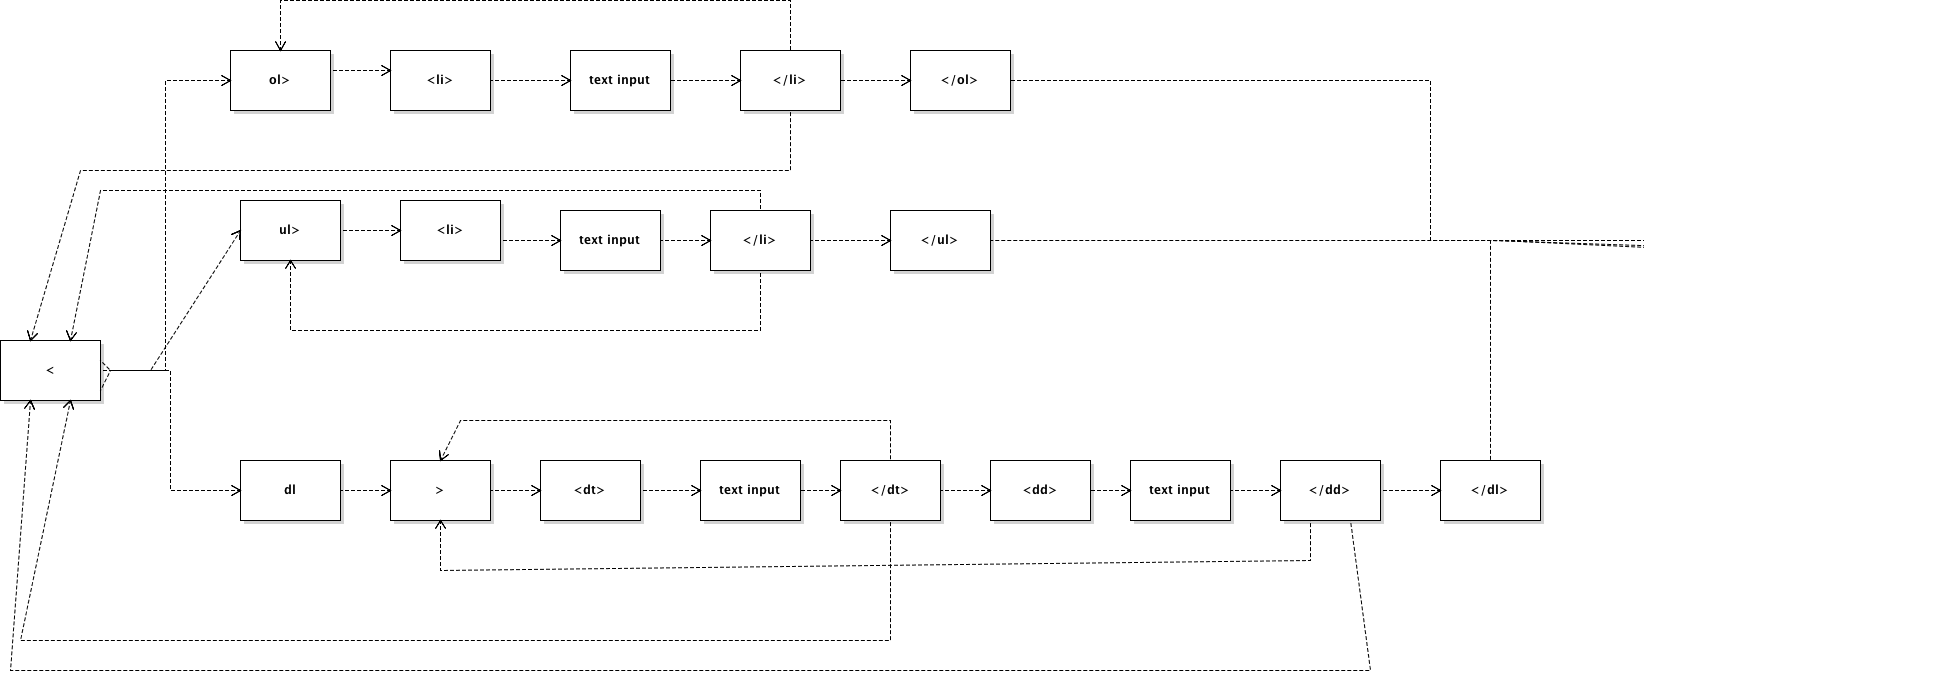 ol>
<li>
text input
</li>
</ol>
ul>
<li>
text input
</li>
</ul>
<
dl
>
<dt>
text input
</dt>
<dd>
text input
</dd>
</dl>